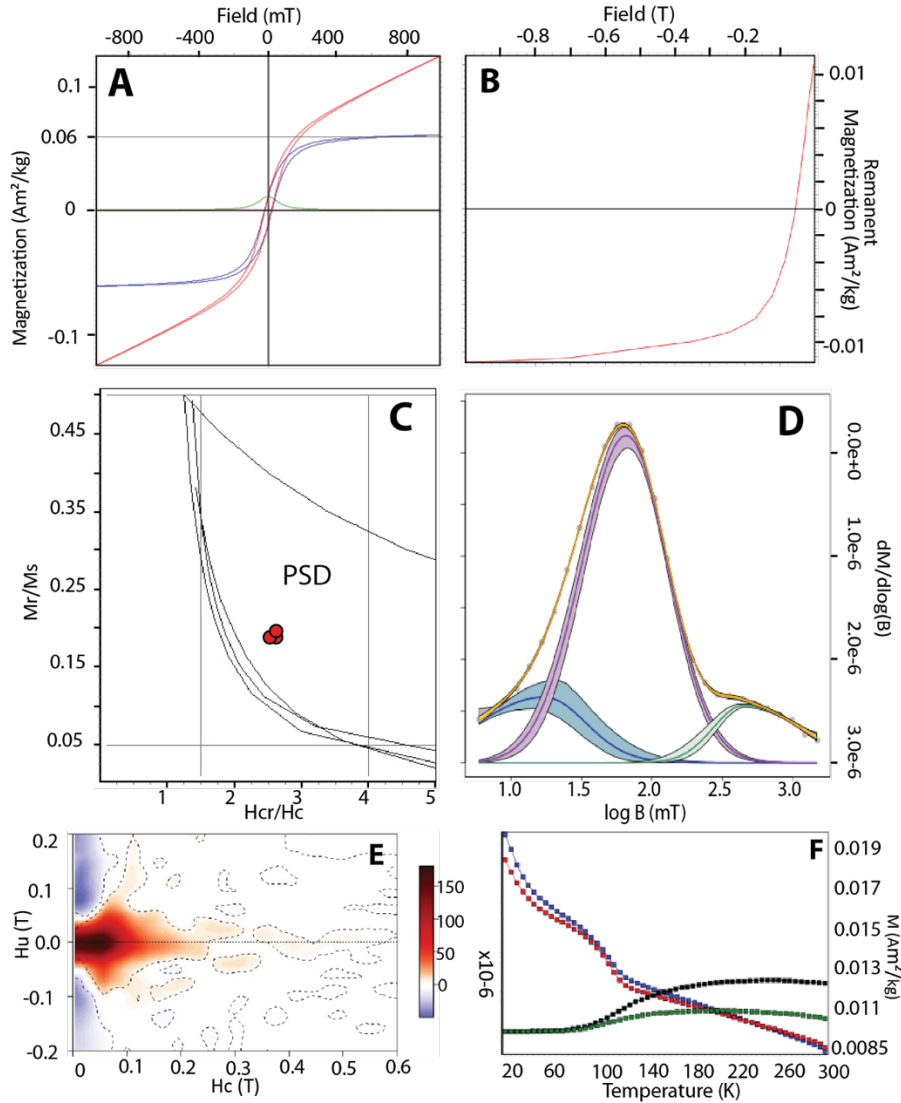 Field (mT)
-800 -400 0 400 800
A
0.1
0.06
0
-0.1
Magnetization (Am²/kg)
Field (T)
-0.8 -0.6 -0.4 -0.2
B
0.01
0
-0.01
Remanent
Magnetization (Am²/kg)
C
0.45
0.35
0.25
0.15
0.05
Mr/Ms
PSD
1 2 3 4 5
Hcr/Hc
D
0.0e+0
1.0e-6
2.0e-6
3.0e-6
dM/dlog(B)
1.0 1.5 2.0 2.5 3.0
log B (mT)
E
0.2
0.1
0.0
-0.1
-0.2
Hu (T)
0 0.1 0.2 0.3 0.4 0.5 0.6
Hc (T)
150
100
50
0
F
x10-6
0.019
0.017
0.015
0.013
0.011
0.0085
M (Am²/kg)
20 60 100 140 180 220 260 300
Temperature (K)